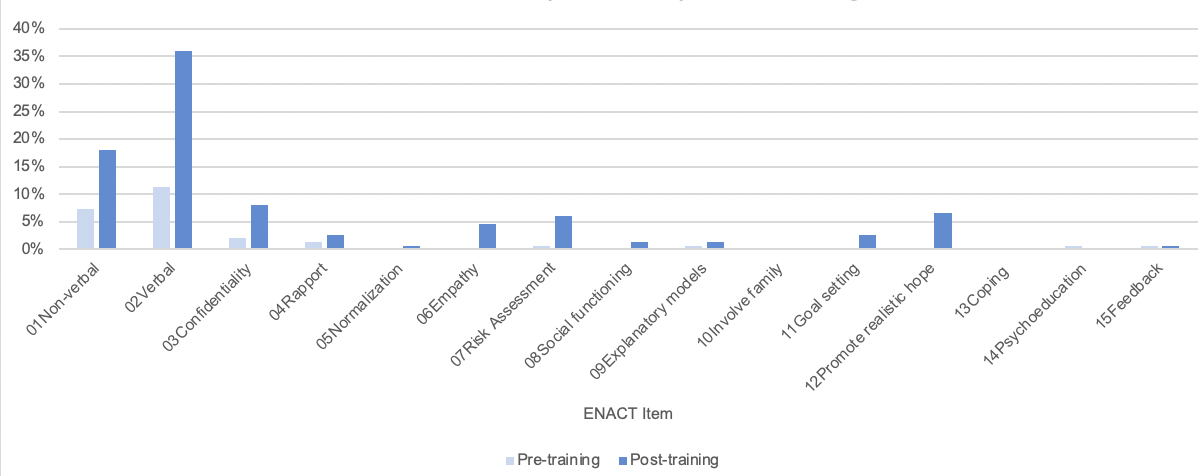 40%
35%
30%
25%
20%
15%
10%
5%
0%
01Non-verbal
02Verbal
03Confidentiality
04Rapport
05Normalization
06Empathy
07Risk Assessment
08Social functioning
09Explanatory models
10Involve family
11Goal setting
12Promote realistic hope
13Coping
14Psychoeducation
15Feedback
ENACT Item
Pre-training Post-training